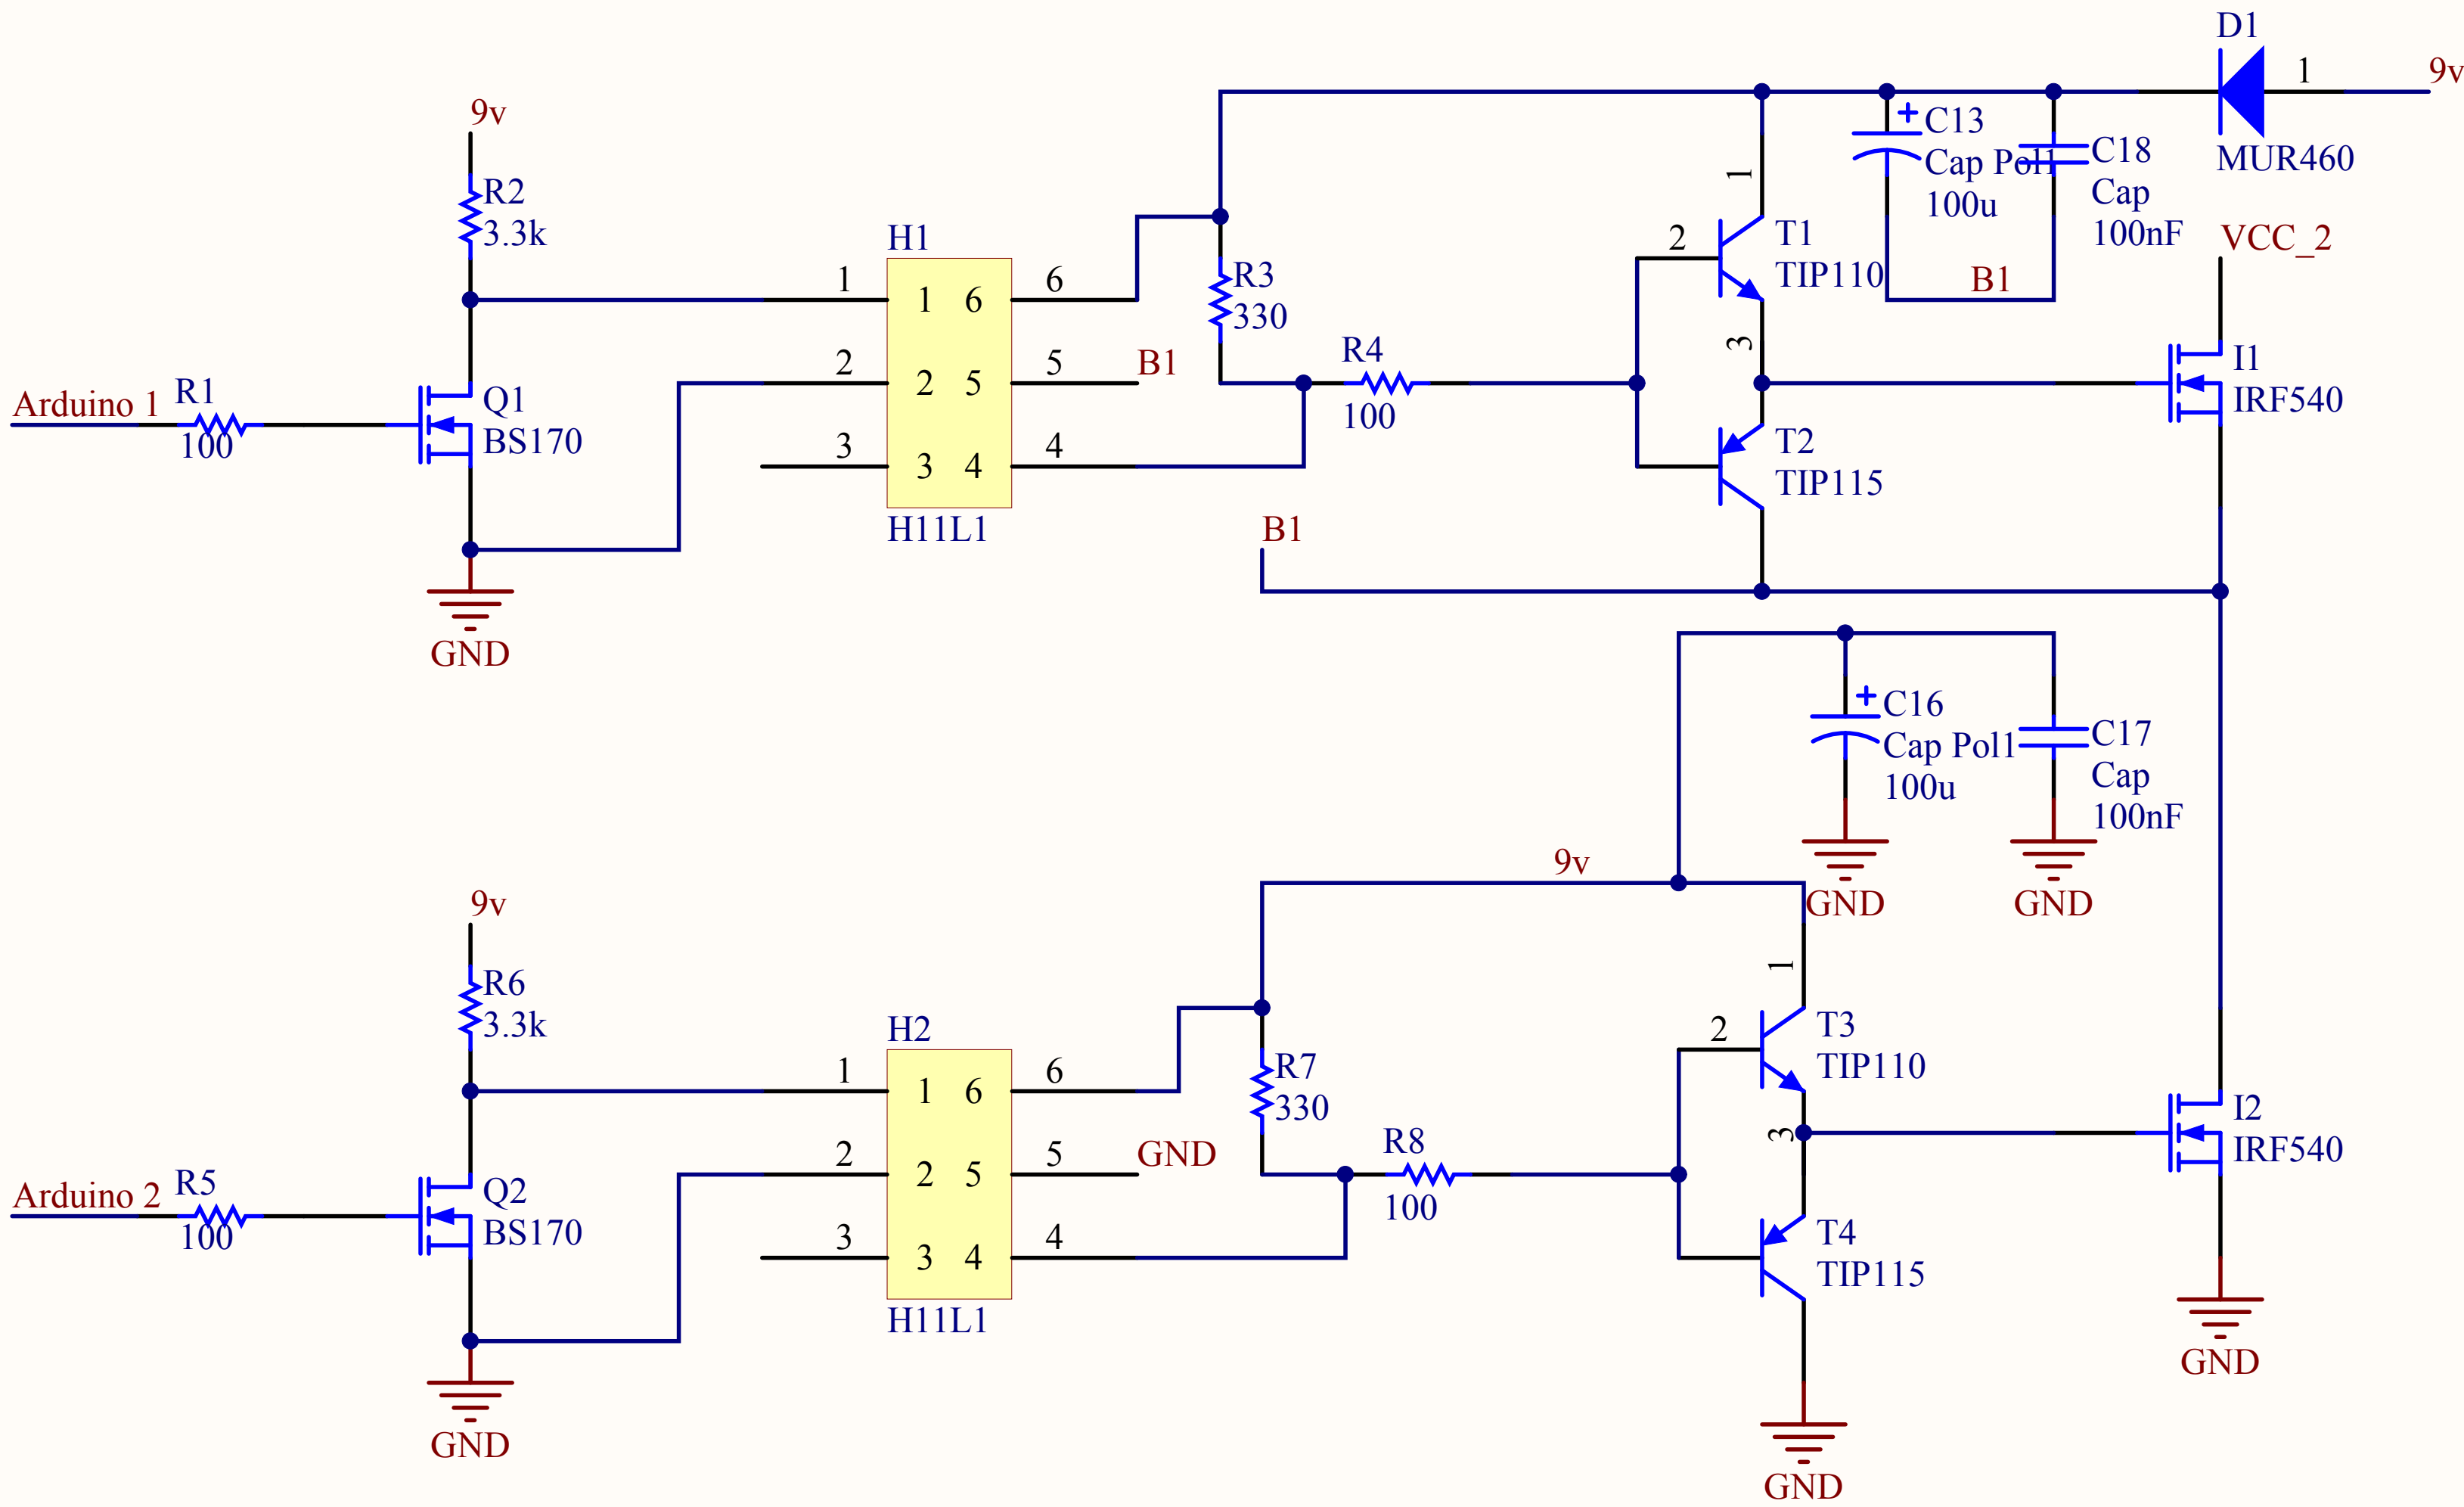 D1
1
9v
MUR460
9v
R2
3.3k
C13
Cap Pol1
100u
C18
Cap
100nF
B1
VCC_2
H1
1
2
3
1 6
2 5
3 4
6
5
4
B1
H11L1
R3
330
R4
100
1
2
3
T1
TIP110
T2
TIP115
I1
IRF540
Arduino 1
R1
100
Q1
BS170
GND
B1
C16
Cap Pol1
100u
C17
Cap
100nF
GND
GND
9v
9v
R6
3.3k
H2
1
2
3
1 6
2 5
3 4
6
5
4
GND
H11L1
R7
330
R8
100
1
2
3
T3
TIP110
T4
TIP115
I2
IRF540
Arduino 2
R5
100
Q2
BS170
GND
GND
GND